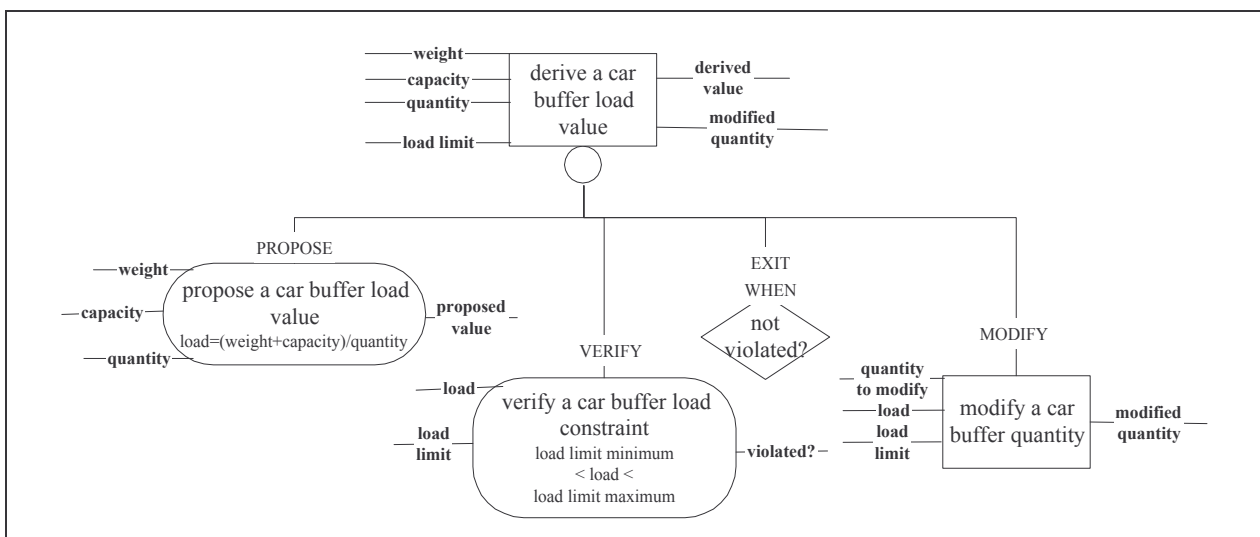 weight
capacity
quantity
load limit
derive a car
buffer load
value
derived
value
modified
quantity
PROPOSE
weight
capacity
quantity
propose a car buffer load
value
load=(weight+capacity)/quantity
proposed
value
VERIFY
load
load
limit
verify a car buffer load
constraint
load limit minimum
< load <
load limit maximum
violated?
EXIT
WHEN
not
violated?
MODIFY
quantity
to modify
load
load
limit
modify a car
buffer quantity
modified
quantity